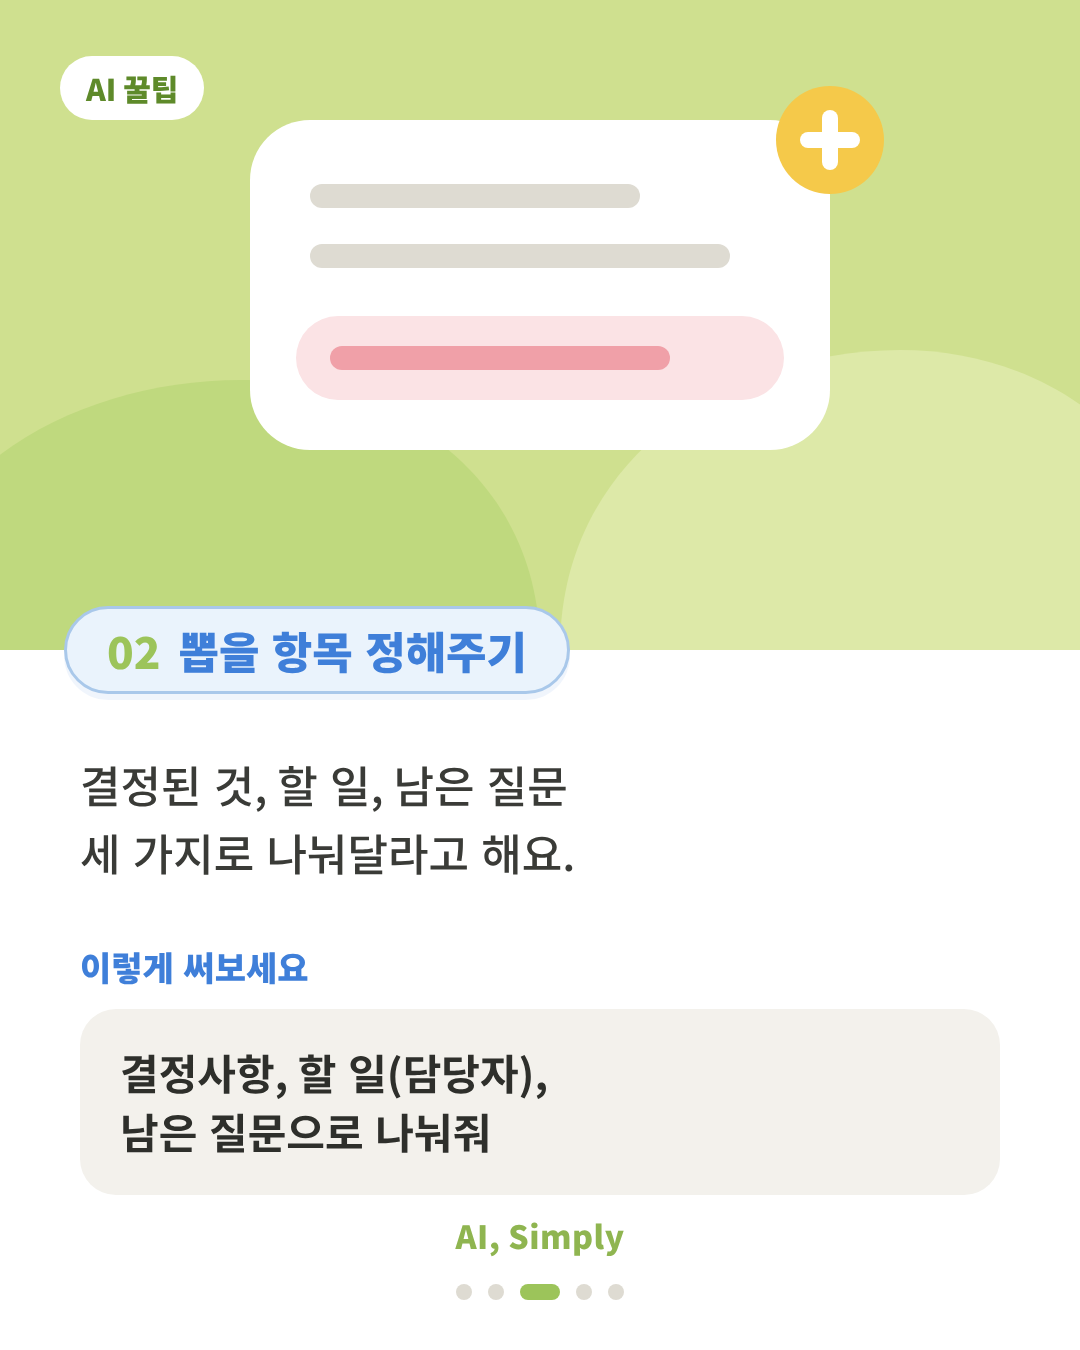 AI 꿀팁
02 뽑을 항목 정해주기
결정된 것, 할 일, 남은 질문
세 가지로 나눠달라고 해요.
이렇게 써보세요
결정사항, 할 일(담당자),
남은 질문으로 나눠줘
AI, Simply